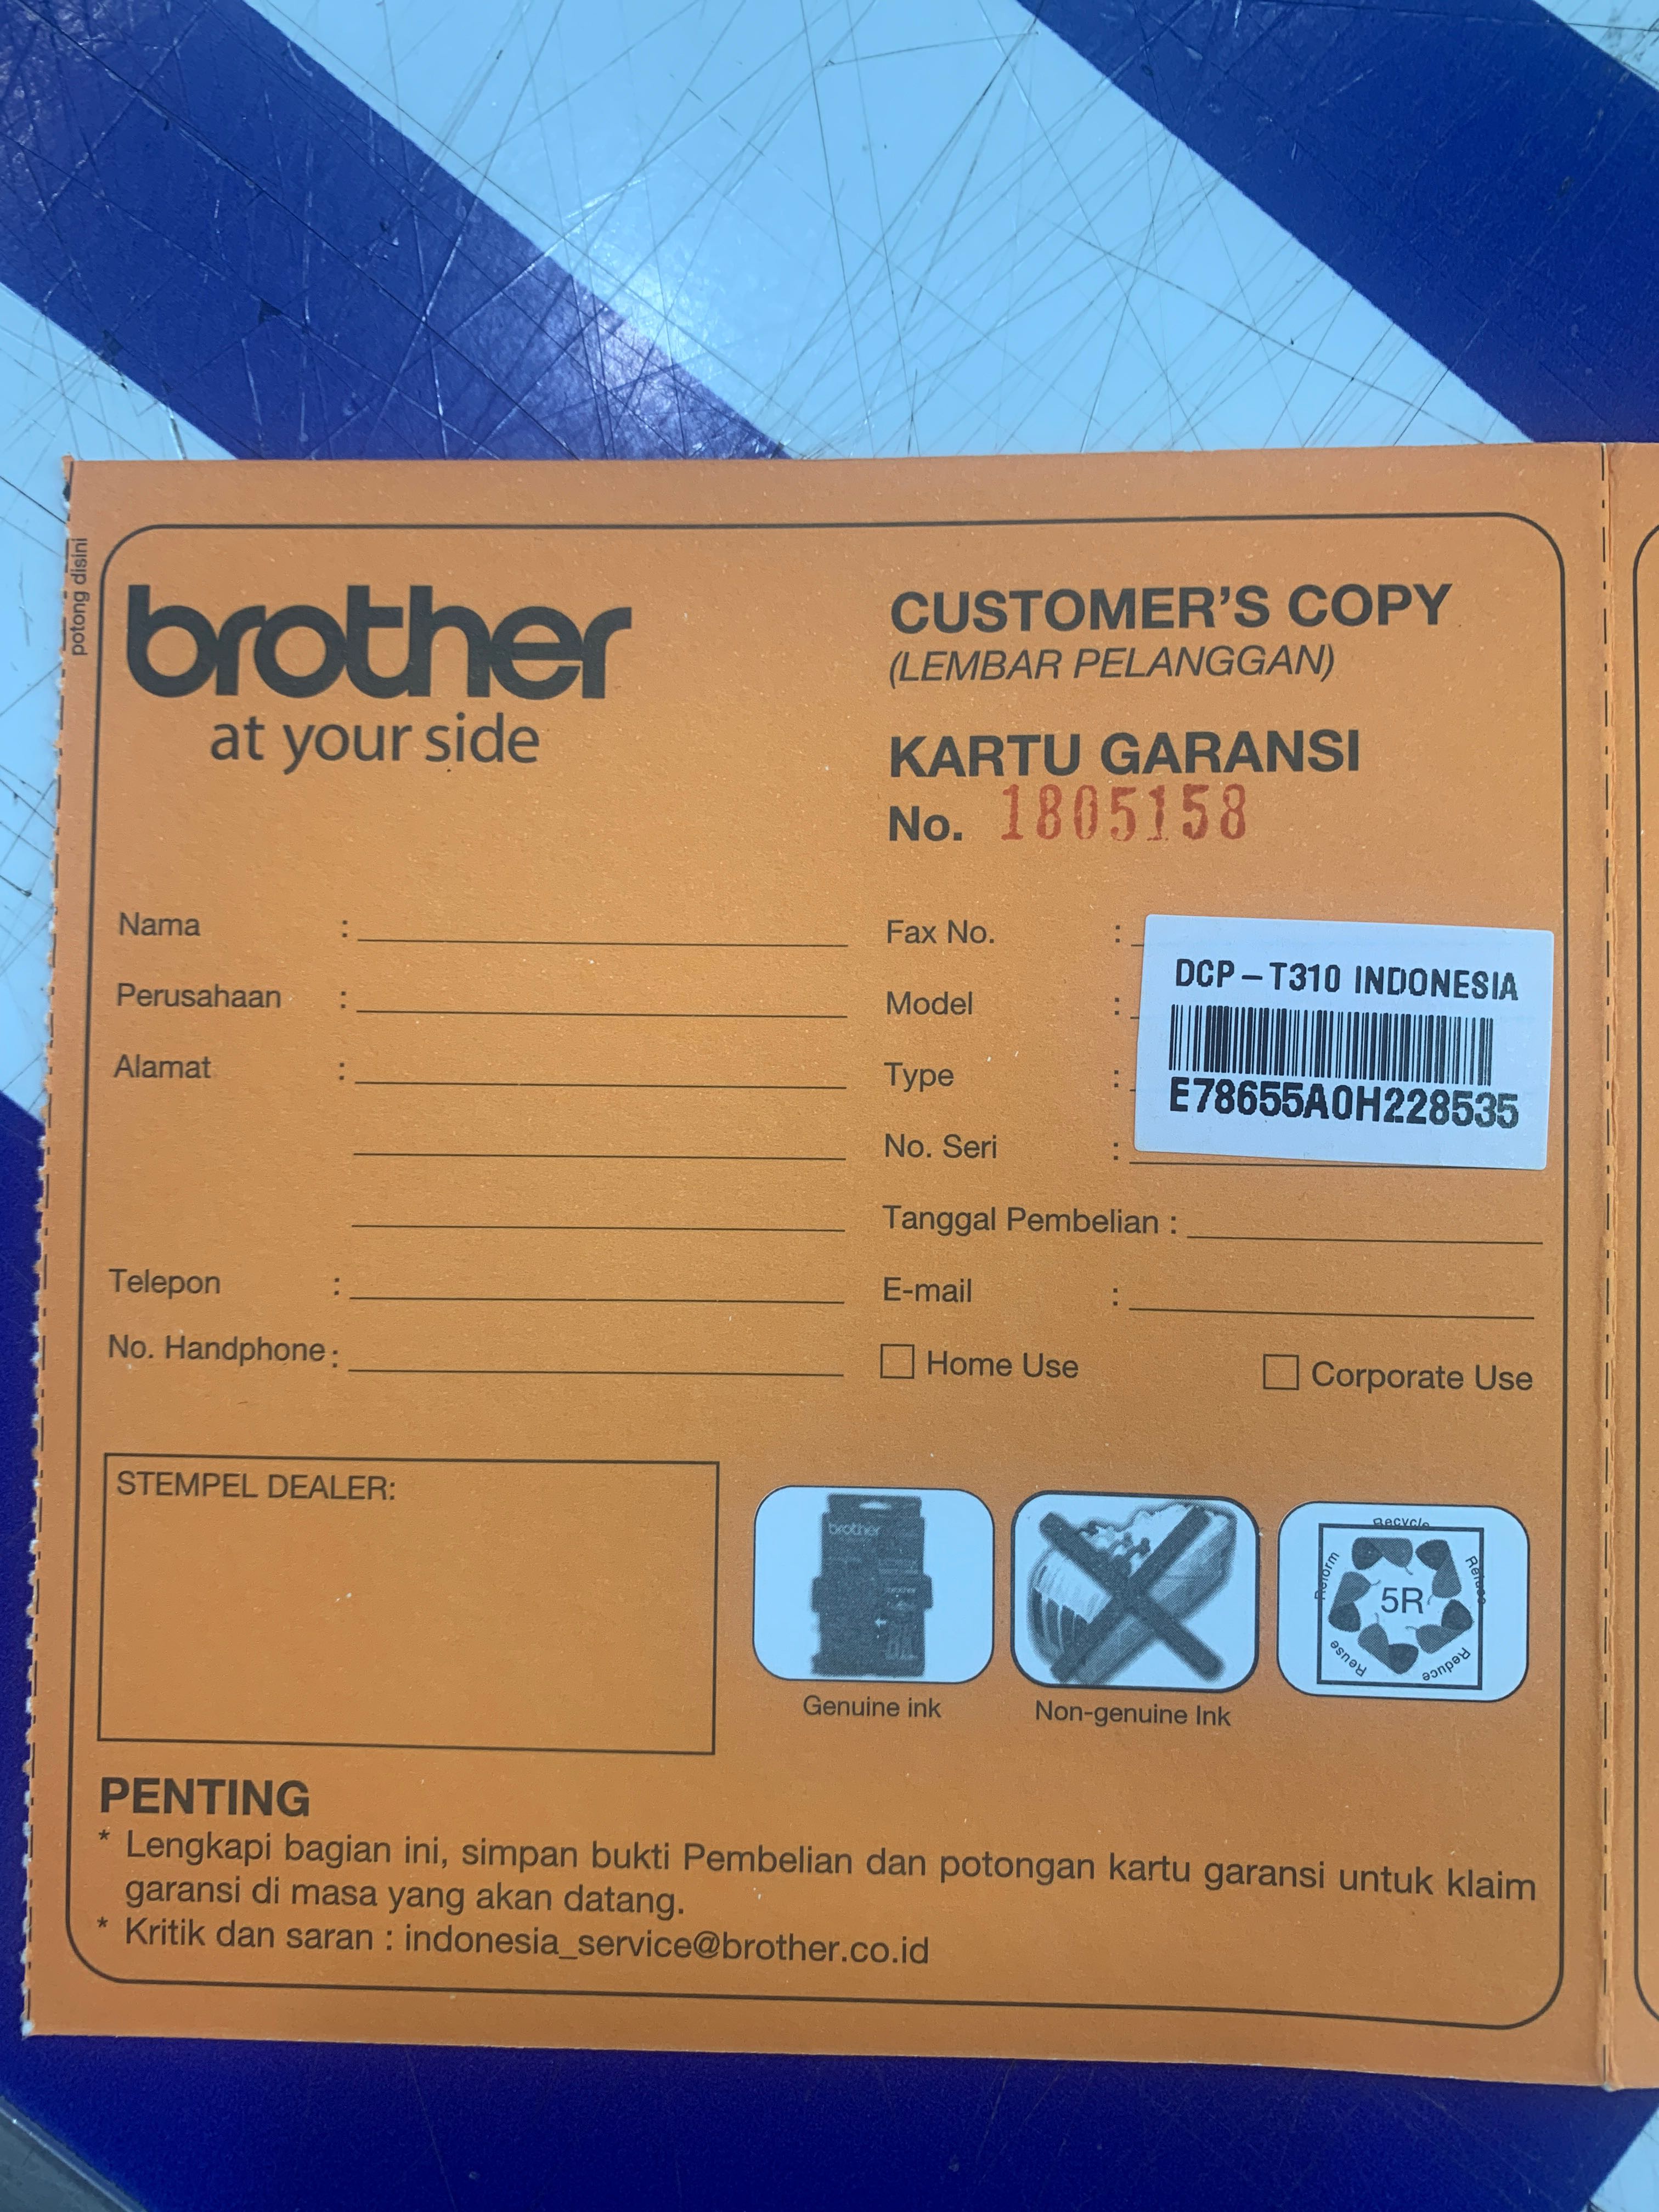 potong disini
brother
at your side
CUSTOMER'S COPY
(LEMBAR PELANGGAN)
KARTU GARANSI
No. 1805158
Nama :
Perusahaan :
Alamat :
Telepon :
No. Handphone :
Fax No. :
Model :
Type :
No. Seri :
DCP-T310 INDONESIA
E78655A0H228535
Tanggal Pembelian :
E-mail :
Home Use
Corporate Use
STEMPEL DEALER:
brother
Genuine ink
Non-genuine Ink
Recycle
Refuse
Reduce
Reuse
Reform
5R
PENTING
* Lengkapi bagian ini, simpan bukti Pembelian dan potongan kartu garansi untuk klaim
garansi di masa yang akan datang.
* Kritik dan saran : indonesia_service@brother.co.id